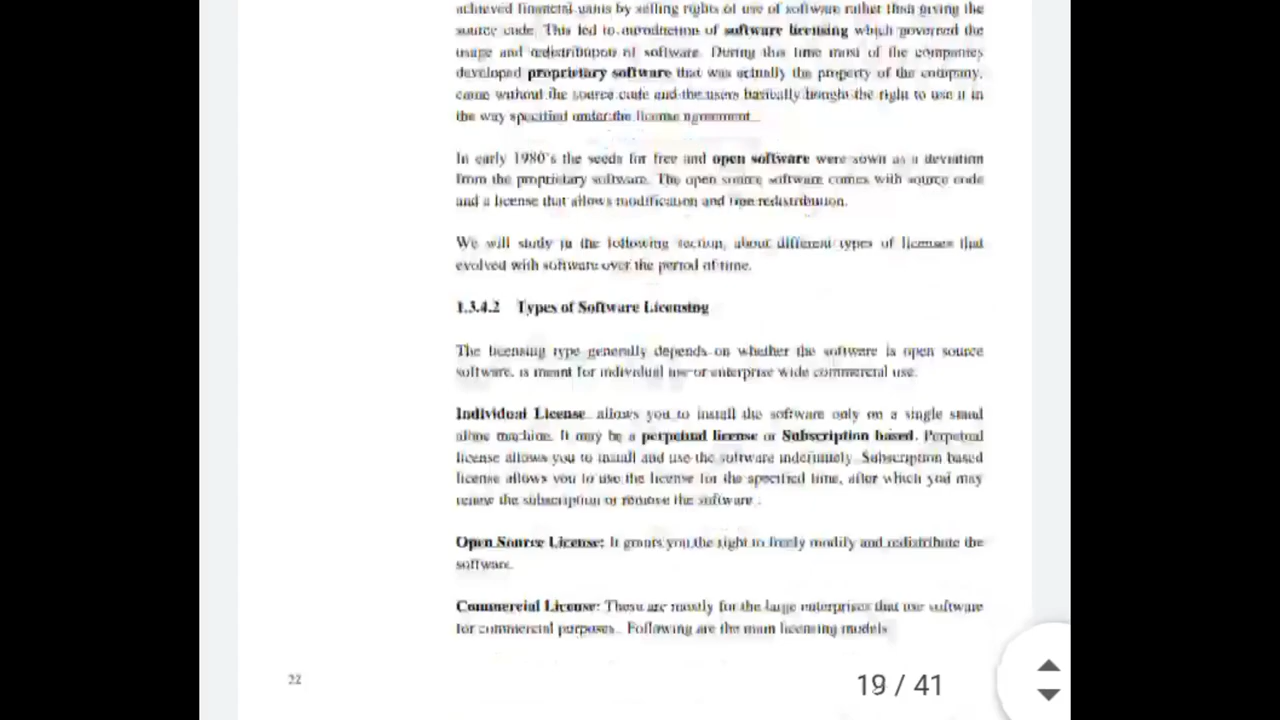 achieved financial gains by selling rights of use of software rather than giving the
source code. This led to introduction of software licensing which governed the
usage and redistribution of software. During this time most of the companies
developed proprietary software that was actually the property of the company,
came without the source code and the users basically bought the right to use it in
the way specified under the license agreement.
In early 1980's the seeds for free and open software were sown as a deviation
from the proprietary software. The open source software comes with source code
and a license that allows modification and free redistribution.
We will study in the following section, about different types of licenses that
evolved with software over the period of time.
1.3.4.2 Types of Software Licensing
The licensing type generally depends on whether the software is open source
software, is meant for individual use or enterprise wide commercial use.
Individual License allows you to install the software only on a single stand
alone machine. It may be a perpetual license or Subscription based. Perpetual
license allows you to install and use the software indefinitely. Subscription based
license allows you to use the license for the specified time, after which you may
renew the subscription or remove the software .
Open Source License: It grants you the right to freely modify and redistribute the
software.
Commercial License: These are mostly for the large enterprises that use software
for commercial purposes. Following are the main licensing models
22
19 / 41